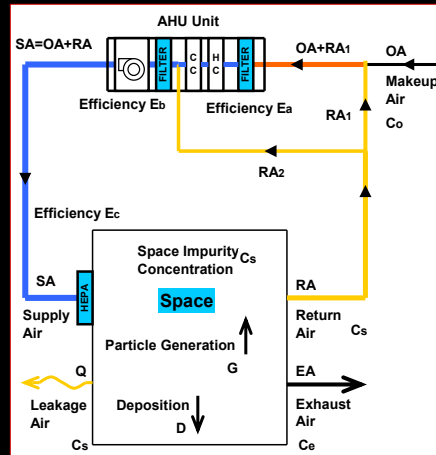 AHU Unit
SA=OA+RA
OA+RA1
OA
FILTER
C
C
H
C
FILTER
Makeup
Air
Efficiency Eb
Efficiency Ea
RA1
Co
RA2
Efficiency Ec
Space Impurity
Concentration Cs
SA
HEPA
Space
RA
Supply
Air
Return
Air
Cs
Particle Generation
G
Q
EA
Leakage
Air
Deposition
D
Exhaust
Air
Cs
Ce